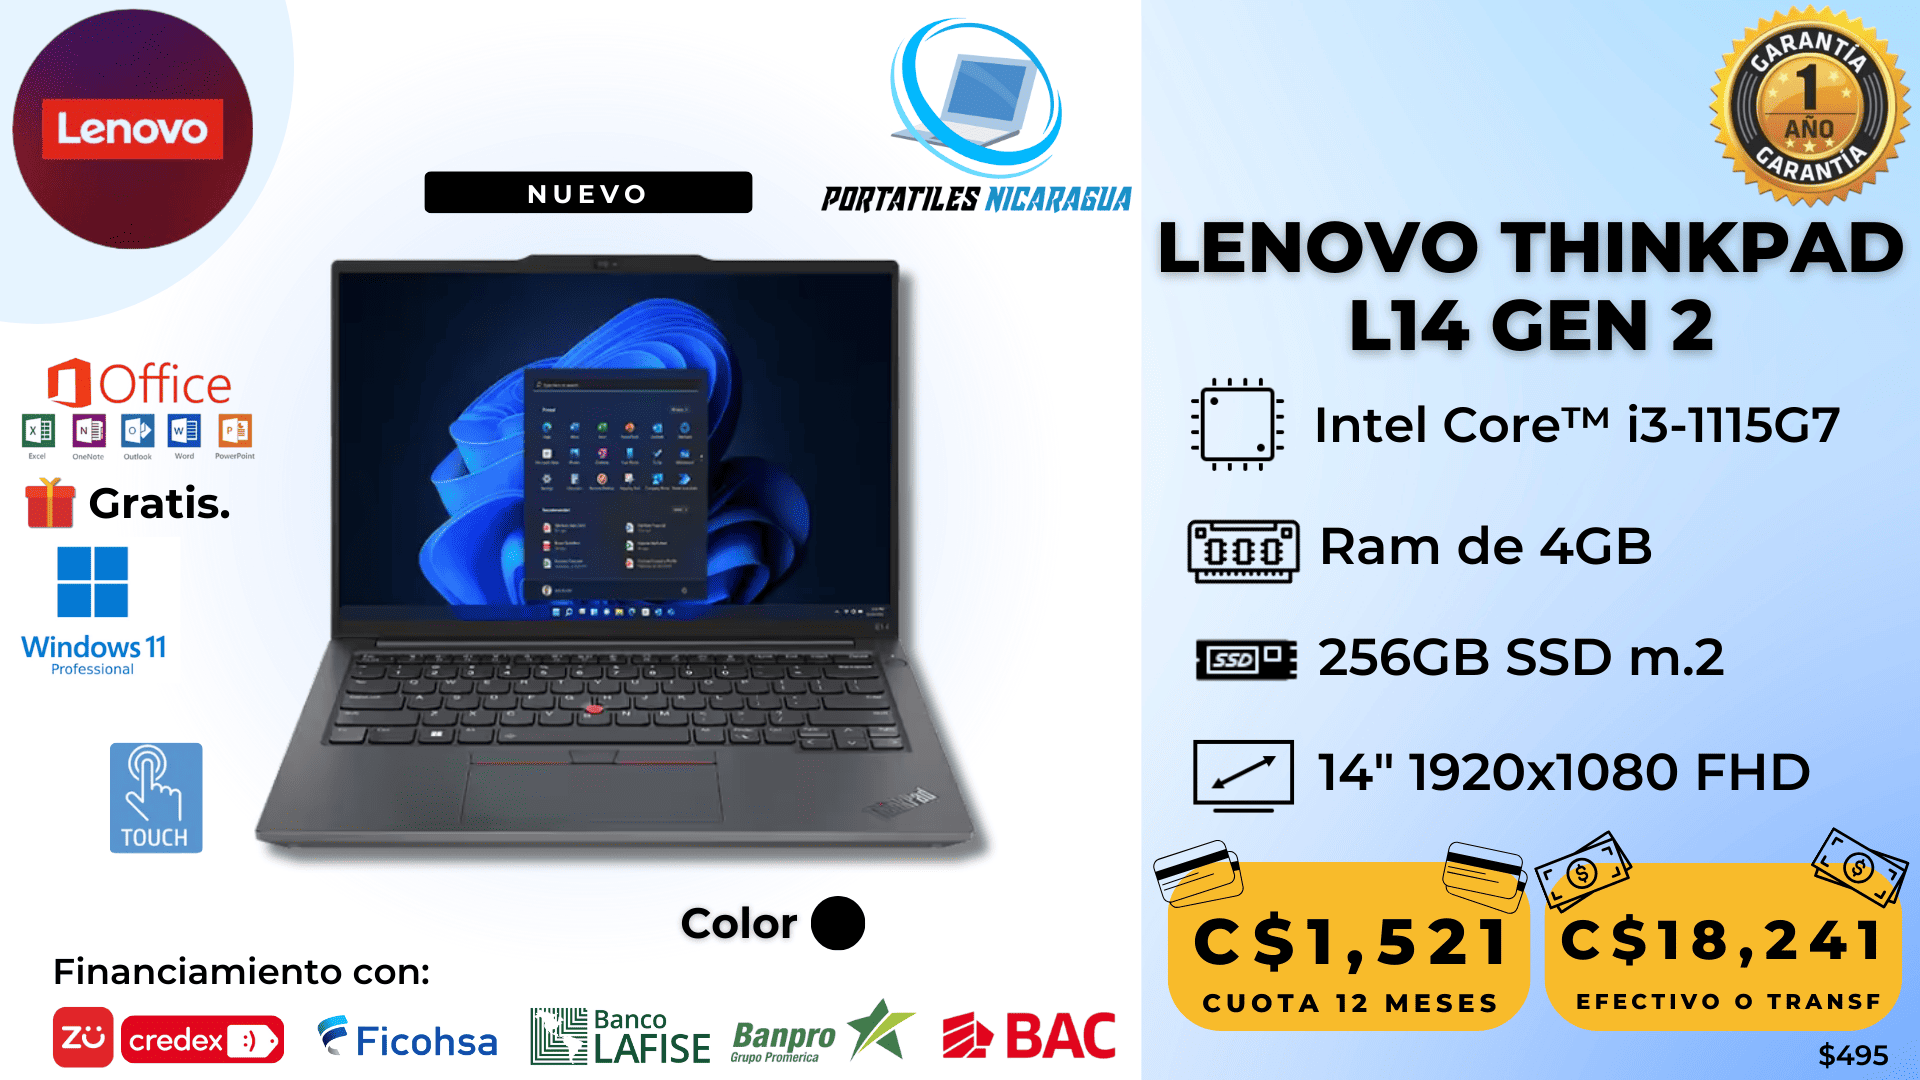 Lenovo
NUEVO
PORTATILES NICARAGUA
GARANTÍA
1
AÑO
GARANTÍA
LENOVO THINKPAD
L14 GEN 2
Office
Excel
OneNote
Outlook
Word
PowerPoint
Gratis.
Windows 11
Professional
TOUCH
Intel Core™ i3-1115G7
Ram de 4GB
SSD
256GB SSD m.2
14" 1920x1080 FHD
ThinkPad
Color
C$1,521
CUOTA 12 MESES
C$18,241
EFECTIVO O TRANSF
$495
Financiamiento con:
zü
credex :)
Ficohsa
Banco
LAFISE
Banpro
Grupo Promerica
BAC